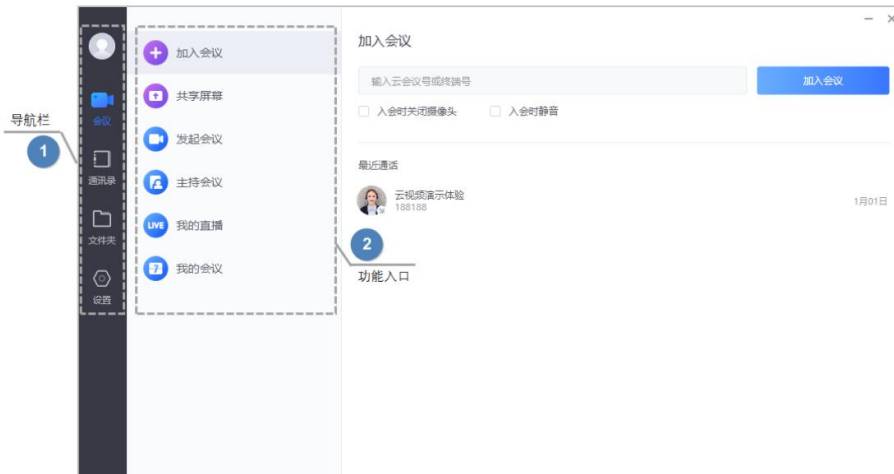 导航栏
1
会议
通讯录
文件夹
设置
加入会议
共享屏幕
发起会议
主持会议
LIVE 我的直播
7 我的会议
2
功能入口
加入会议
输入云会议号或终端号
加入会议
入会时关闭摄像头 入会时静音
最近通话
云视频演示体验
188188
1月01日